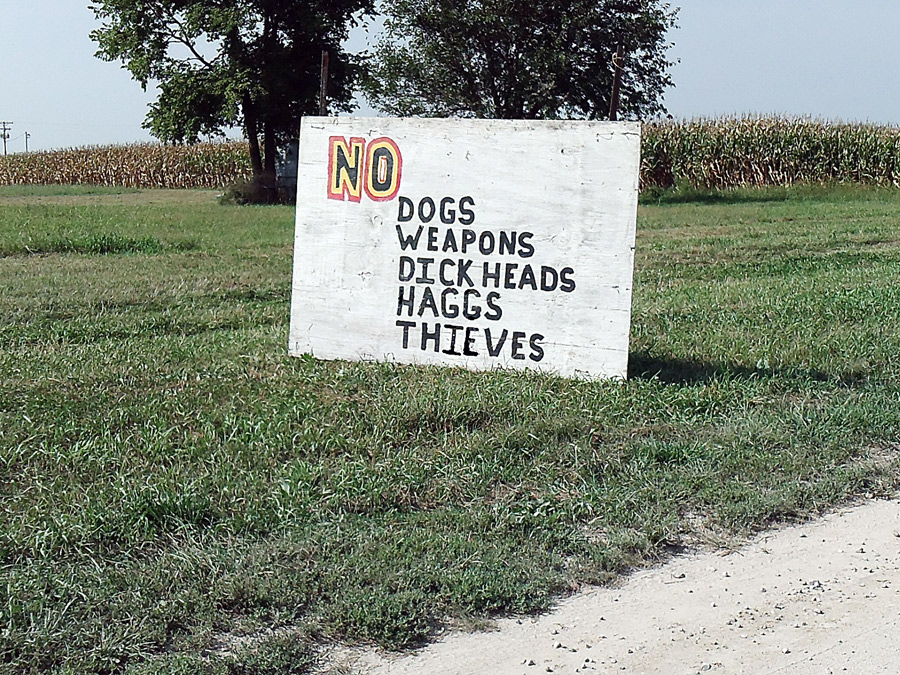 NO
DOGS
WEAPONS
DICK HEADS
HAGGS
THIEVES